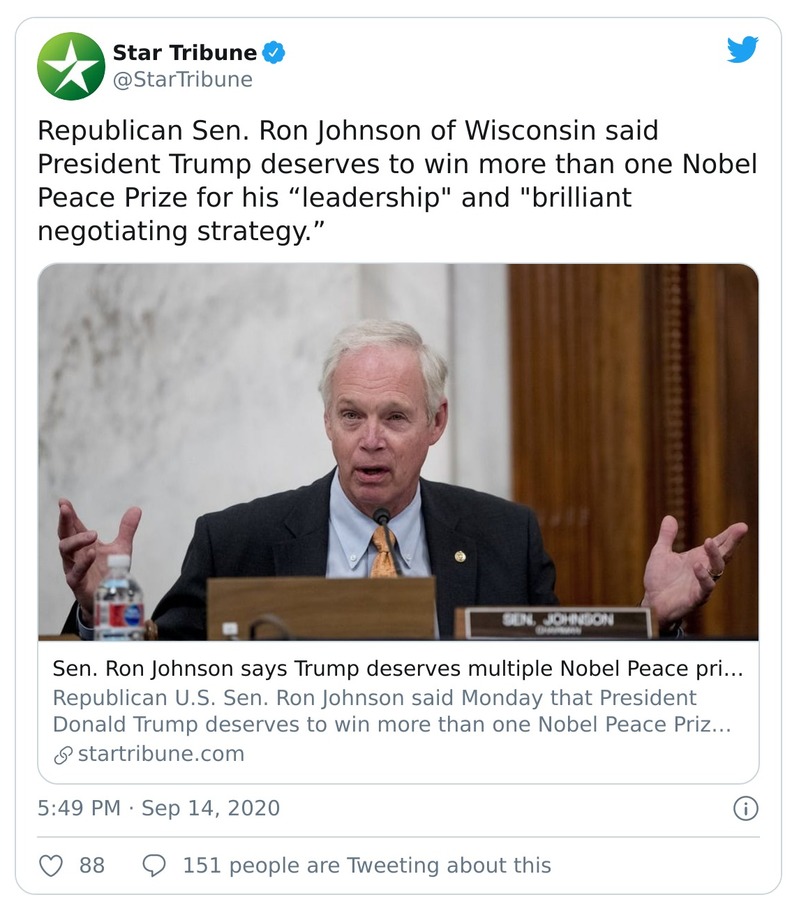 Star Tribune
@StarTribune
Republican Sen. Ron Johnson of Wisconsin said
President Trump deserves to win more than one Nobel
Peace Prize for his “leadership" and "brilliant
negotiating strategy.”
SEN. JOHNSON
CHAIRMAN
Sen. Ron Johnson says Trump deserves multiple Nobel Peace pri...
Republican U.S. Sen. Ron Johnson said Monday that President
Donald Trump deserves to win more than one Nobel Peace Priz...
startribune.com
5:49 PM · Sep 14, 2020
88 151 people are Tweeting about this